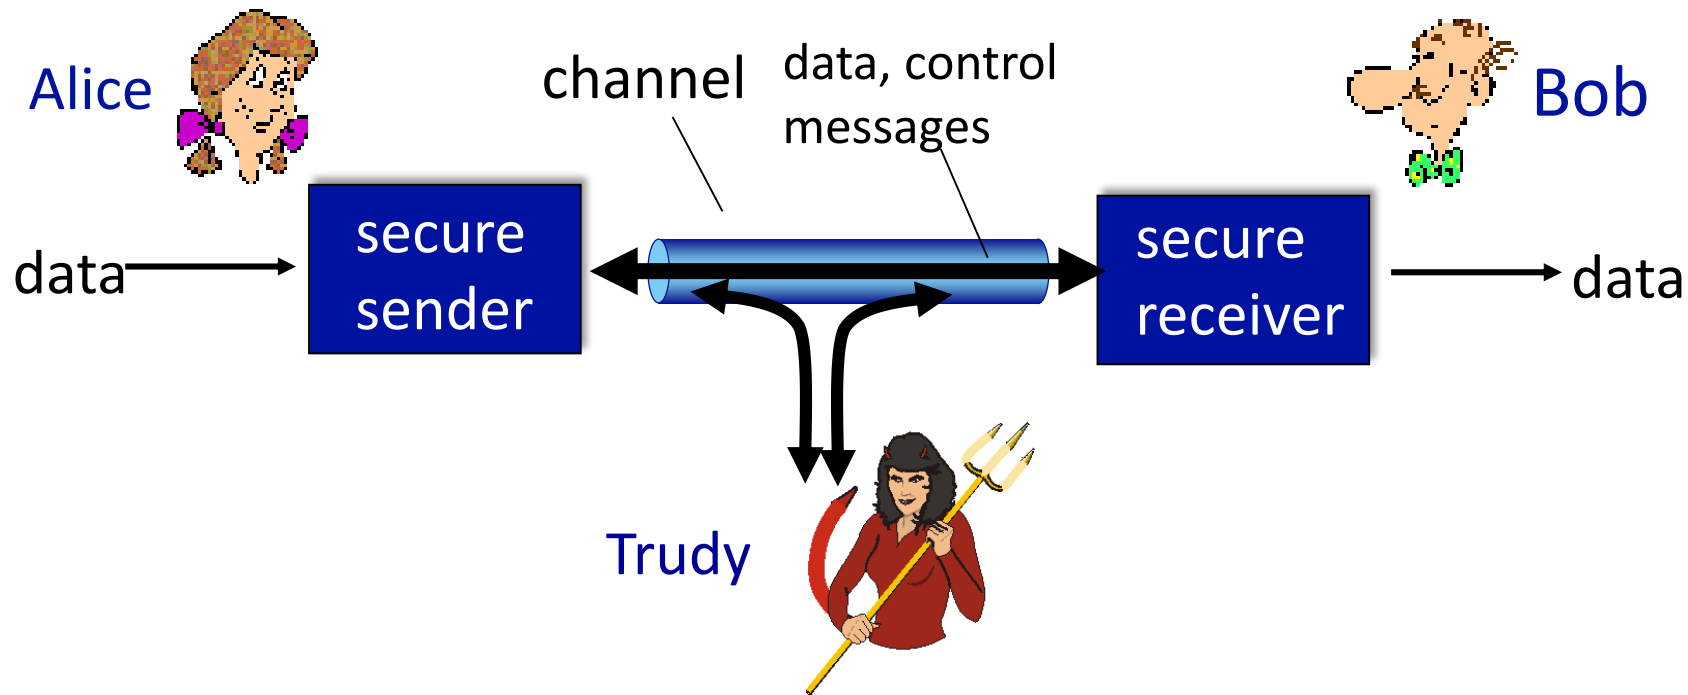 Alice
channel
data, control
messages
Bob
data
secure
sender
secure
receiver
data
Trudy